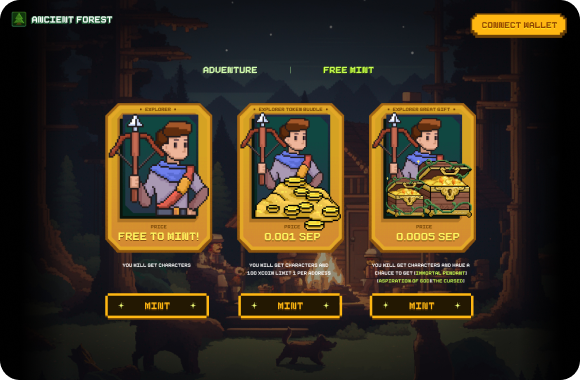 ANCIENT FOREST
CONNECT WALLET
ADVENTURE | FREE MINT
EXPLORER
PRICE
FREE TO MINT!
YOU WILL GET CHARACTERS
MINT
EXPLORER TOKEN BUNDLE
PRICE
0.001 SEP
YOU WILL GET CHARACTERS AND
100 XCOIN LIMIT 1 PER ADDRESS
MINT
EXPLORER GREAT GIFT
PRICE
0.0005 SEP
YOU WILL GET CHARACTERS AND HAVE A
CHANCE TO GET (IMMORTAL PENDANT)
MINT